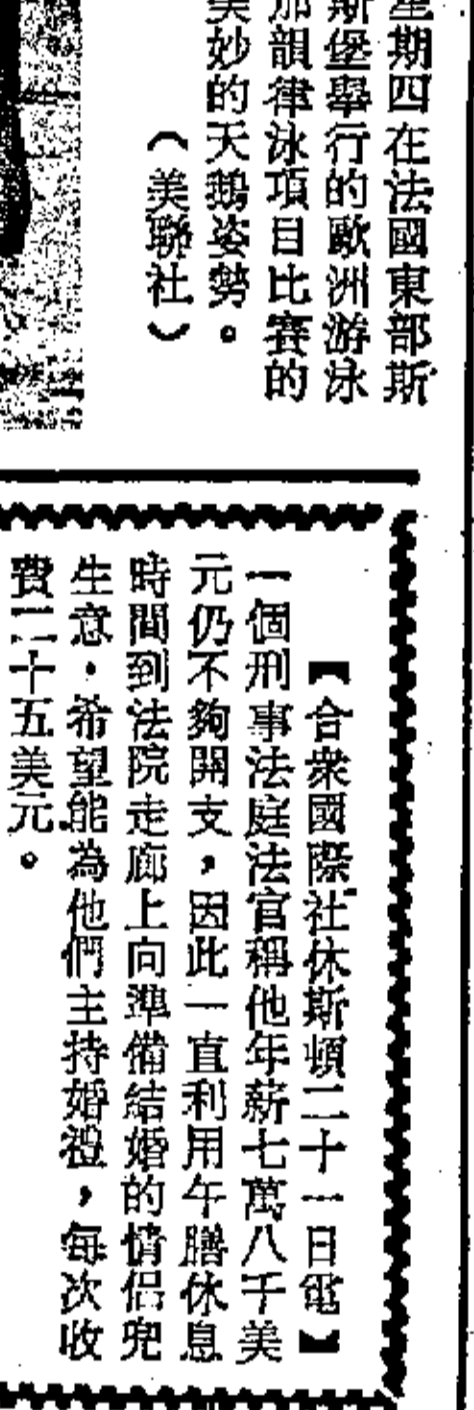 星期四在法國東部斯
斯堡舉行的歐洲游泳
加韻律泳項目比賽的
美妙的天鵝姿勢。
(美聯社)
【合衆國際社休斯頓二十一日電】
一個刑事法庭法官稱他年薪七萬八千美
元仍不夠開支，因此一直利用午膳休息
時間到法院走廊上向準備結婚的情侶兜
生意·希望能為他們主持婚禮，每次收
費二十五美元。